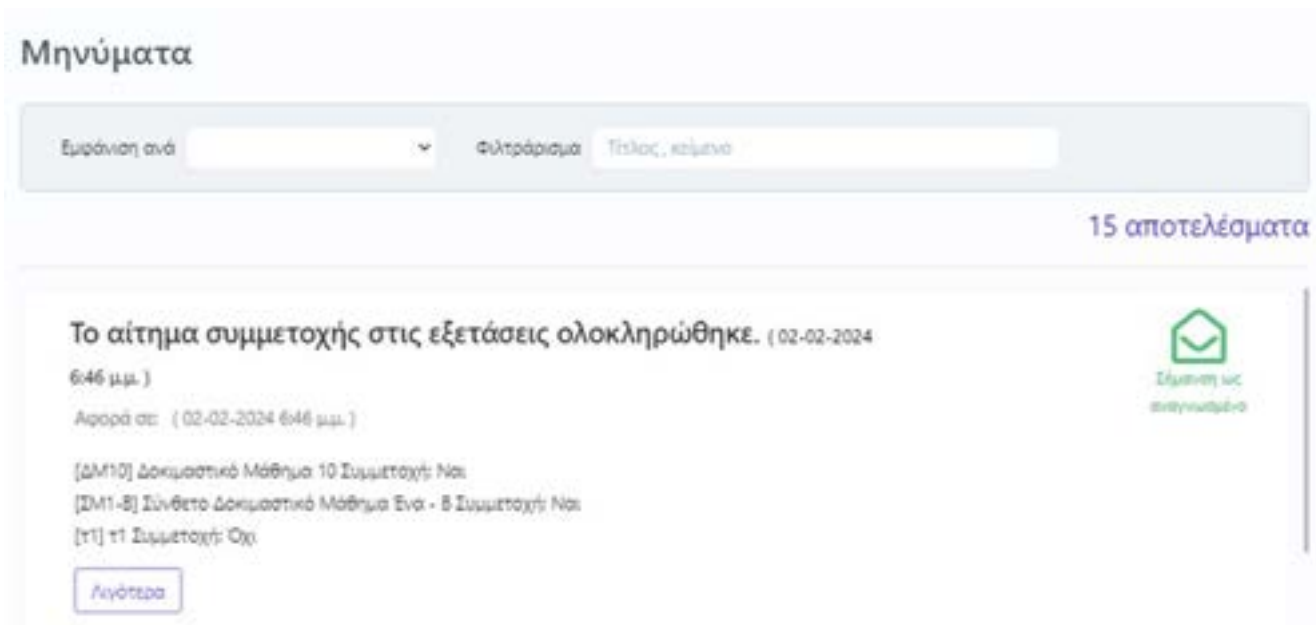 Μηνύματα
Εμφάνιση ανά
Φιλτράρισμα Τίτλος, κείμενο
15 αποτελέσματα
Το αίτημα συμμετοχής στις εξετάσεις ολοκληρώθηκε. ( 02-02-2024
6:46 μ.μ. )
Σήμανση ως
αναγνωσμένο
Αφορά σε: ( 02-02-2024 6:46 μ.μ. )
[ΔΜ10] Δοκιμαστικό Μάθημα 10 Συμμετοχή: Ναι
[ΣΜ1-Β] Σύνθετο Δοκιμαστικό Μάθημα Ένα - Β Συμμετοχή: Ναι
[τ1] τ1 Συμμετοχή: Όχι
Λιγότερα